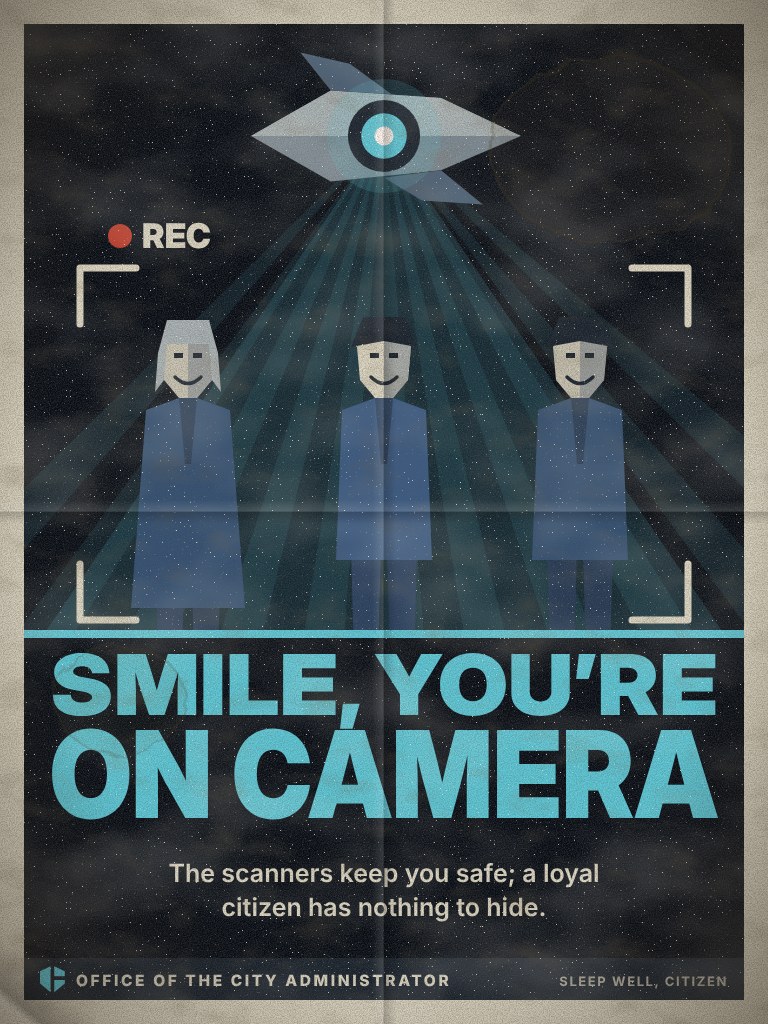 REC
SMILE, YOU’RE
ON CAMERA
The scanners keep you safe; a loyal
citizen has nothing to hide.
OFFICE OF THE CITY ADMINISTRATOR
SLEEP WELL, CITIZEN.